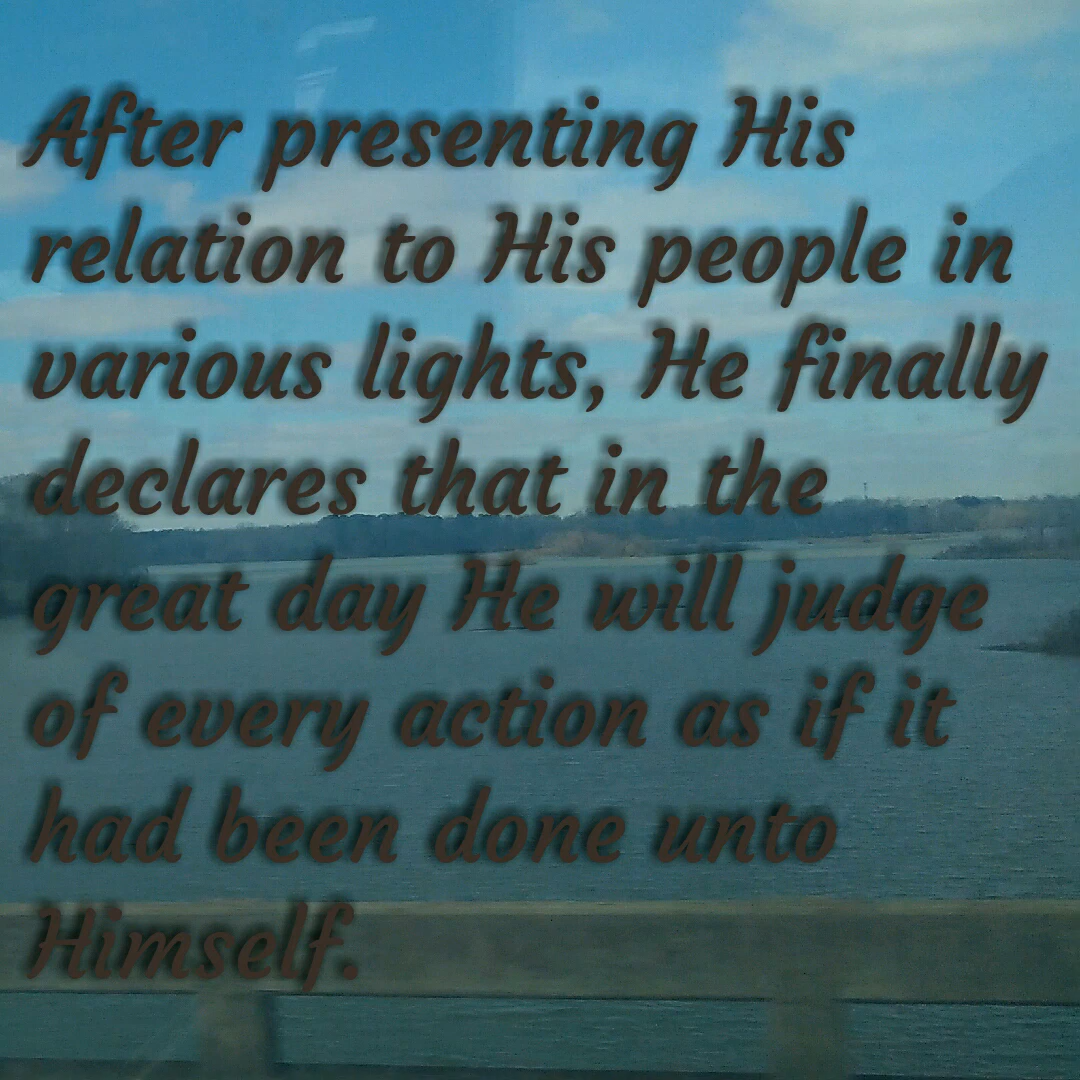 After presenting His
relation to His people in
various lights, He finally
declares that in the
great day He will judge
of every action as if it
had been done unto
Himself.